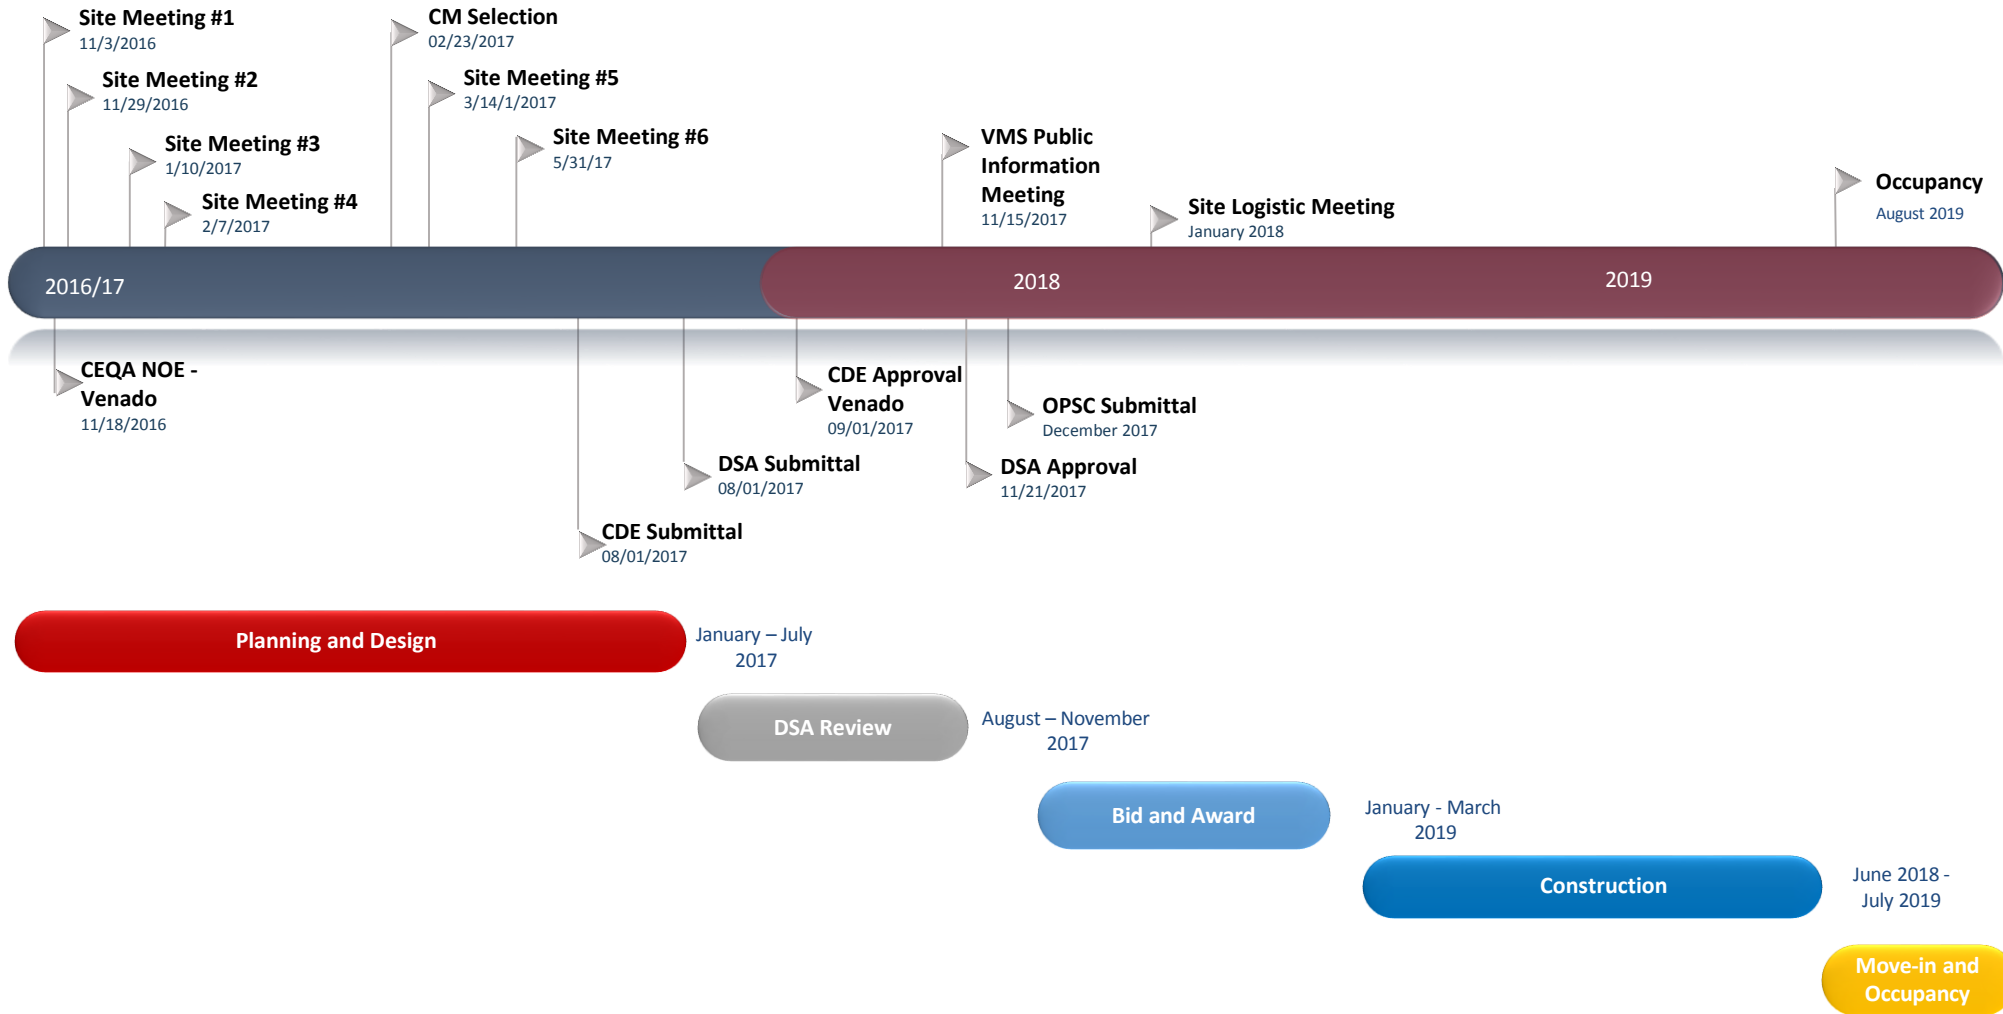 Site Meeting #1
11/3/2016
Site Meeting #2
11/29/2016
Site Meeting #3
1/10/2017
Site Meeting #4
2/7/2017
CM Selection
02/23/2017
Site Meeting #5
3/14/1/2017
Site Meeting #6
5/31/17
VMS Public
Information
Meeting
11/15/2017
Site Logistic Meeting
January 2018
Occupancy
August 2019
2016/17
2018
2019
CEQA NOE -
Venado
11/18/2016
CDE Submittal
08/01/2017
DSA Submittal
08/01/2017
CDE Approval
Venado
09/01/2017
DSA Approval
11/21/2017
OPSC Submittal
December 2017
Planning and Design
January – July
2017
DSA Review
August – November
2017
Bid and Award
January - March
2019
Construction
June 2018 -
July 2019
Move-in and
Occupancy